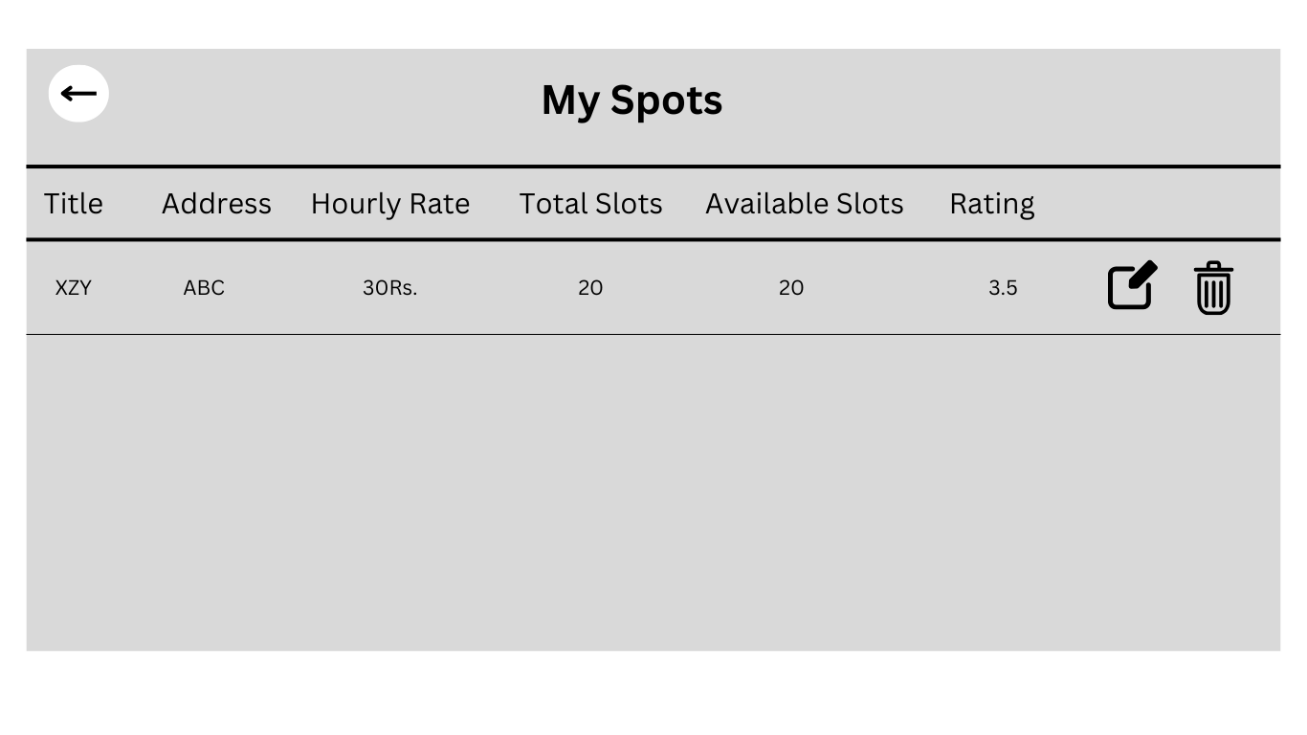 My Spots
Title Address Hourly Rate Total Slots Available Slots Rating
XZY ABC 30Rs. 20 20 3.5